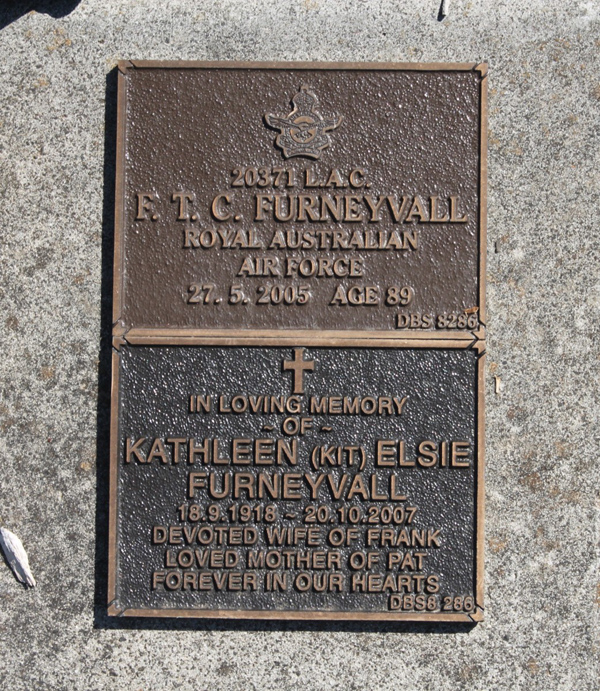 20371 L.A.C.
F. T. C. FURNEYVALL
ROYAL AUSTRALIAN
AIR FORCE
27. 5. 2005 AGE 89
DBS 8286
IN LOVING MEMORY
~ OF ~
KATHLEEN (KIT) ELSIE
FURNEYVALL
18.9.1918 ~ 20.10.2007
DEVOTED WIFE OF FRANK
LOVED MOTHER OF PAT
FOREVER IN OUR HEARTS
DBS8 286